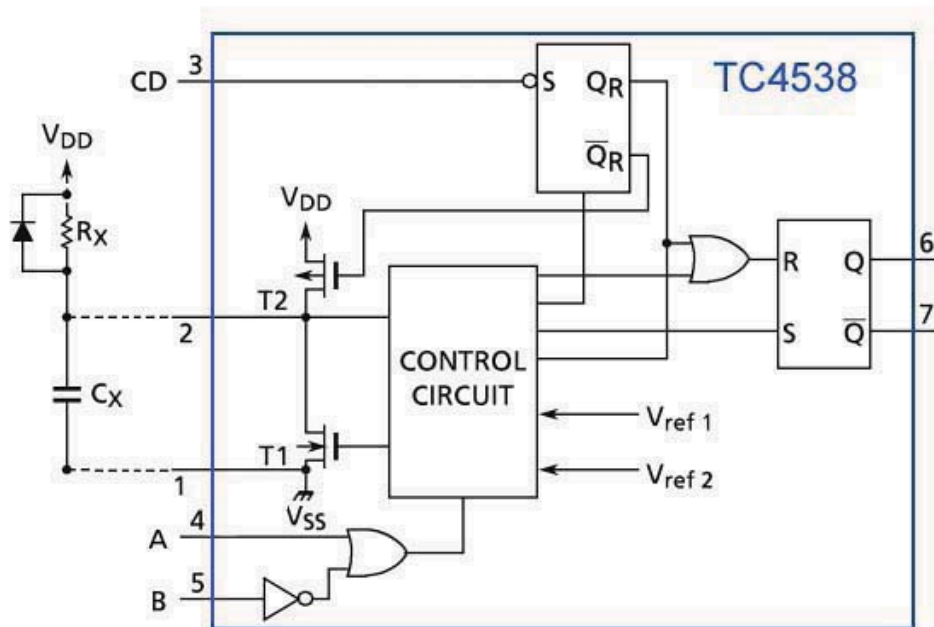 TC4538
CD 3
S Q_R
Q̅_R
V_DD
R_X
V_DD
T2
2
C_X
CONTROL
CIRCUIT
R Q 6
S Q̅ 7
V_ref 1
V_ref 2
T1
1
V_SS
A 4
B 5